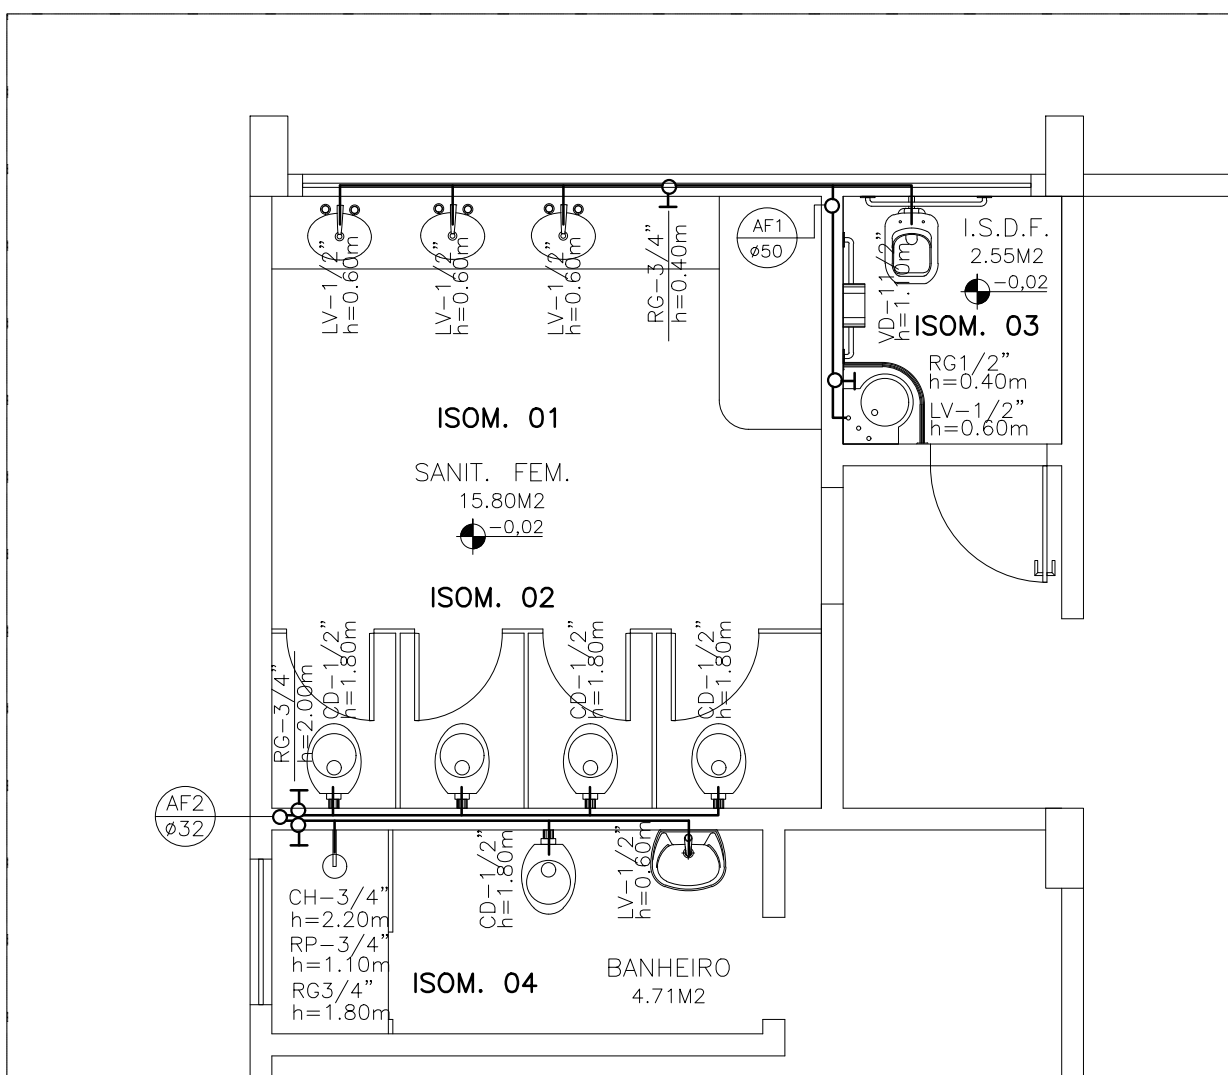 LV-1/2"
h=0.60m
LV-1/2"
h=0.60m
LV-1/2"
h=0.60m
RG-3/4"
h=0.40m
AF1
ø50
VD-11/2"
h=1.10m
I.S.D.F.
2.55M2
-0,02
ISOM. 03
RG1/2"
h=0.40m
LV-1/2"
h=0.60m
ISOM. 01
SANIT. FEM.
15.80M2
-0,02
ISOM. 02
RG-3/4"
h=2.00m
CD-1/2"
h=1.80m
CD-1/2"
h=1.80m
CD-1/2"
h=1.80m
AF2
ø32
CH-3/4"
h=2.20m
RP-3/4"
h=1.10m
RG3/4"
h=1.80m
CD-1/2"
h=1.80m
LV-1/2"
h=0.60m
ISOM. 04
BANHEIRO
4.71M2